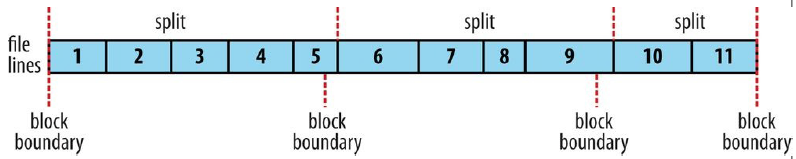 split split split
file
lines
1 2 3 4 5 6 7 8 9 10 11
block block block block
boundary boundary boundary boundary